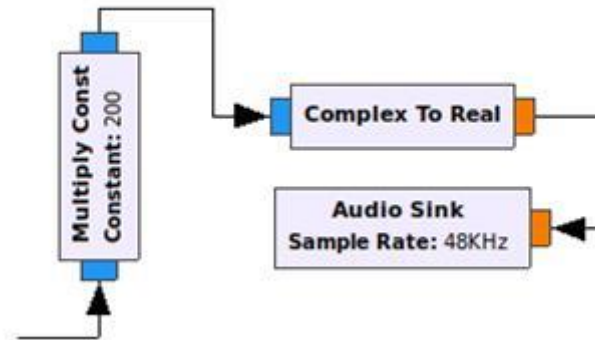 Multiply Const
Constant: 200
Complex To Real
Audio Sink
Sample Rate: 48KHz